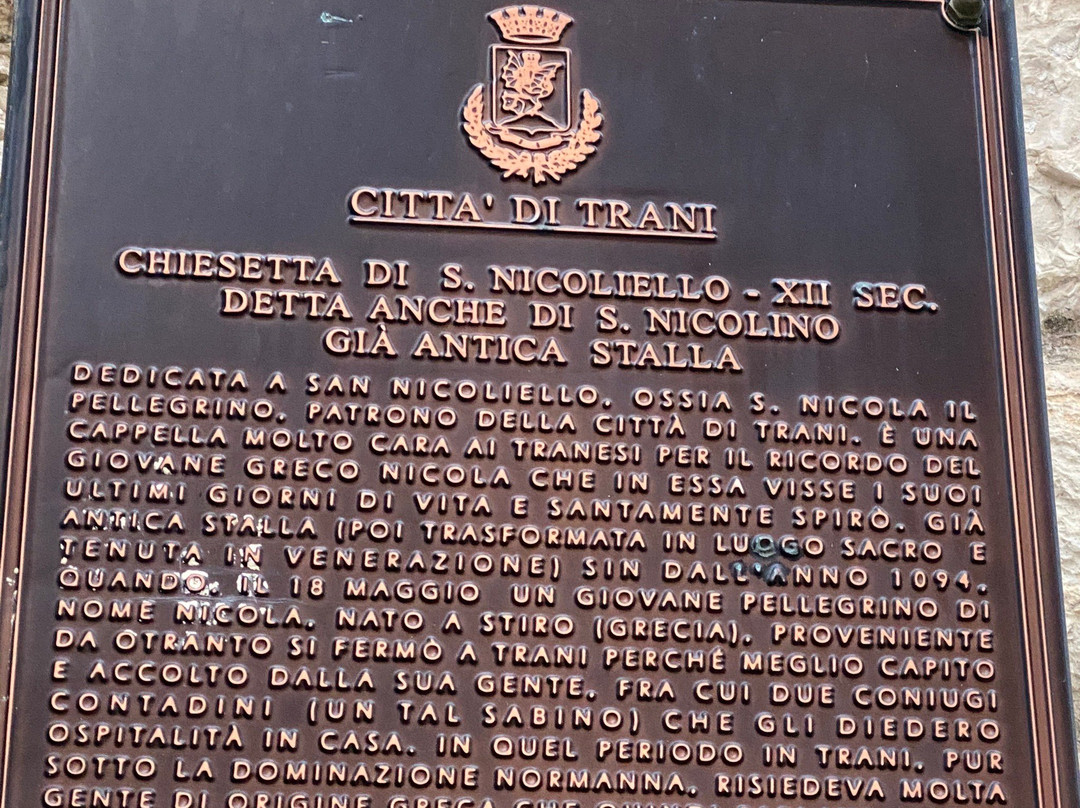 CITTA' DI TRANI
CHIESETTA DI S. NICOLIELLO - XII SEC.
DETTA ANCHE DI S. NICOLINO
GIÀ ANTICA STALLA
DEDICATA A SAN NICOLIELLO, OSSIA S. NICOLA IL
PELLEGRINO, PATRONO DELLA CITTÀ DI TRANI, È UNA
CAPPELLA MOLTO CARA AI TRANESI PER IL RICORDO DEL
GIOVANE GRECO NICOLA CHE IN ESSA VISSE I SUOI
ULTIMI GIORNI DI VITA E SANTAMENTE SPIRÒ. GIÀ
ANTICA STALLA (POI TRASFORMATA IN LUOGO SACRO E
TENUTA IN VENERAZIONE) SIN DALL'ANNO 1094,
QUANDO, IL 18 MAGGIO UN GIOVANE PELLEGRINO DI
NOME NICOLA, NATO A STIRO (GRECIA), PROVENIENTE
DA OTRANTO SI FERMÒ A TRANI PERCHÉ MEGLIO CAPITO
E ACCOLTO DALLA SUA GENTE, FRA CUI DUE CONIUGI
CONTADINI (UN TAL SABINO) CHE GLI DIEDERO
OSPITALITÀ IN CASA. IN QUEL PERIODO IN TRANI, PUR
SOTTO LA DOMINAZIONE NORMANNA, RISIEDEVA MOLTA
GENTE DI ORIGINE GRECA CHE